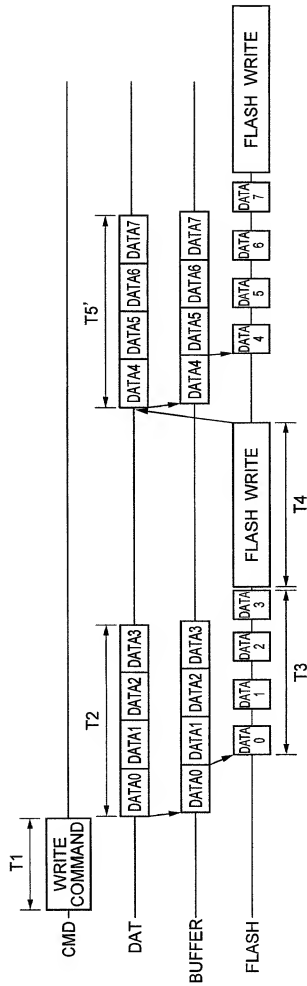 T1
CMD
WRITE
COMMAND
T2
T5'
DAT
DATA0 DATA1 DATA2 DATA3 DATA4 DATA5 DATA6 DATA7
BUFFER
DATA0 DATA1 DATA2 DATA3 DATA4 DATA5 DATA6 DATA7
FLASH
DATA
0
DATA
1
DATA
2
DATA
3
FLASH WRITE
DATA
4
DATA
5
DATA
6
DATA
7
FLASH WRITE
T3
T4